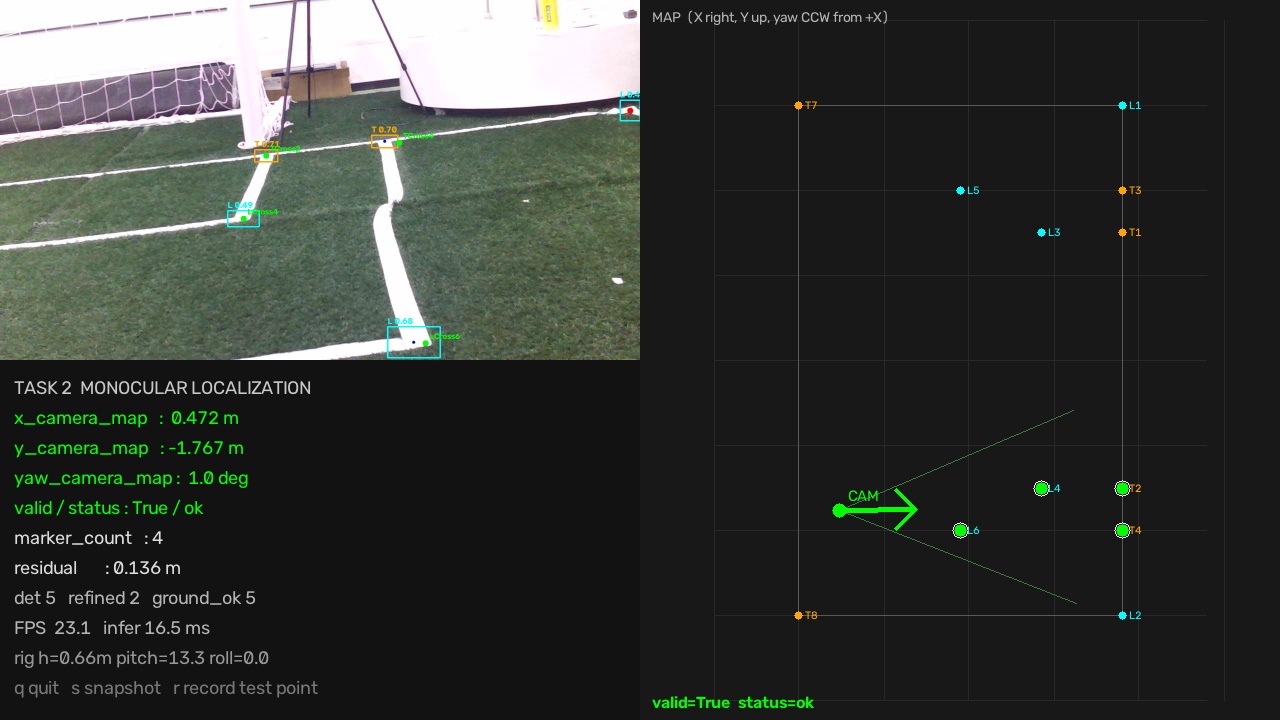 T 0.70
T 0.71
L 0.49
L 0.68
TASK 2 MONOCULAR LOCALIZATION
x_camera_map : 0.472 m
y_camera_map : -1.767 m
yaw_camera_map : 1.0 deg
valid / status : True / ok
marker_count : 4
residual : 0.136 m
det 5 refined 2 ground_ok 5
FPS 23.1 infer 16.5 ms
rig h=0.66m pitch=13.3 roll=0.0
q quit s snapshot r record test point
MAP (X right, Y up, yaw CCW from +X)
T7
L1
L5
T3
L3
T1
CAM
L4
T2
L6
T4
T8
L2
valid=True status=ok